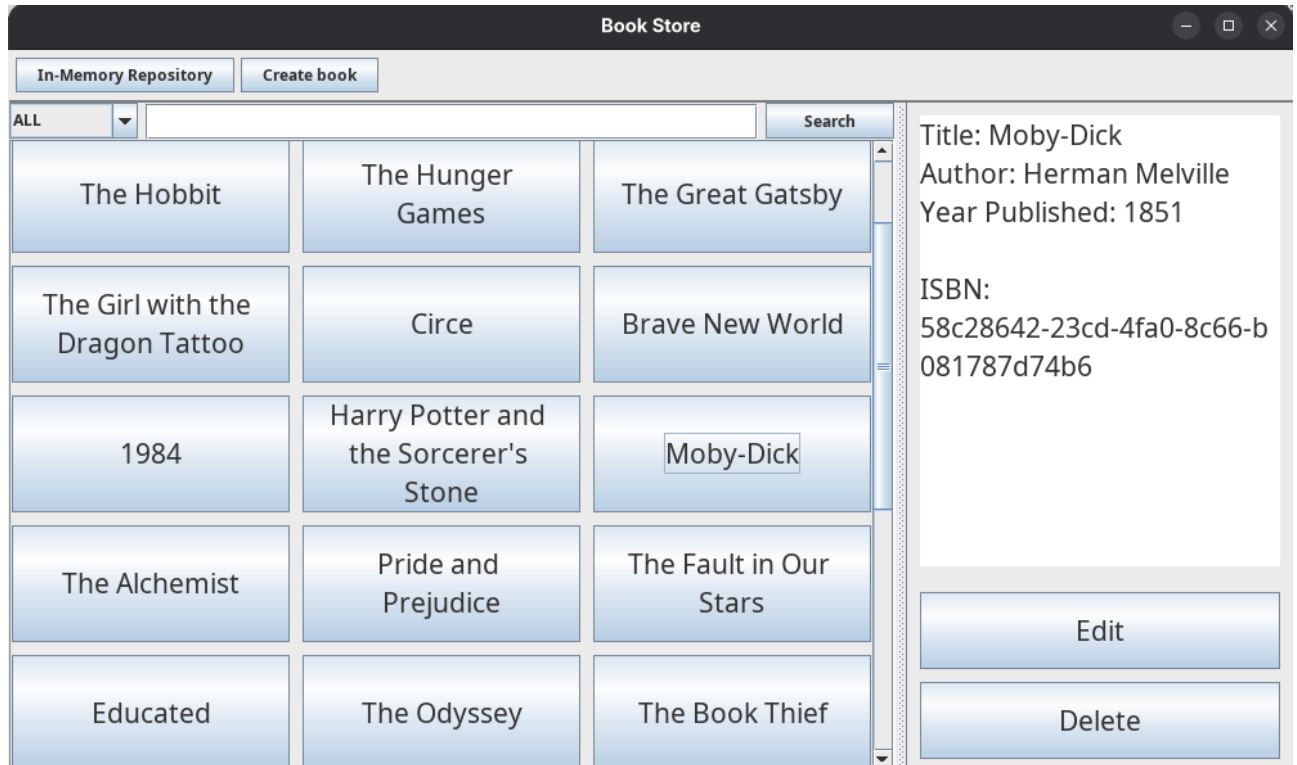 Book Store
In-Memory Repository
Create book
ALL
Search
The Hobbit
The Hunger
Games
The Great Gatsby
The Girl with the
Dragon Tattoo
Circe
Brave New World
1984
Harry Potter and
the Sorcerer's
Stone
Moby-Dick
The Alchemist
Pride and
Prejudice
The Fault in Our
Stars
Educated
The Odyssey
The Book Thief
Title: Moby-Dick
Author: Herman Melville
Year Published: 1851
ISBN:
58c28642-23cd-4fa0-8c66-b
081787d74b6
Edit
Delete